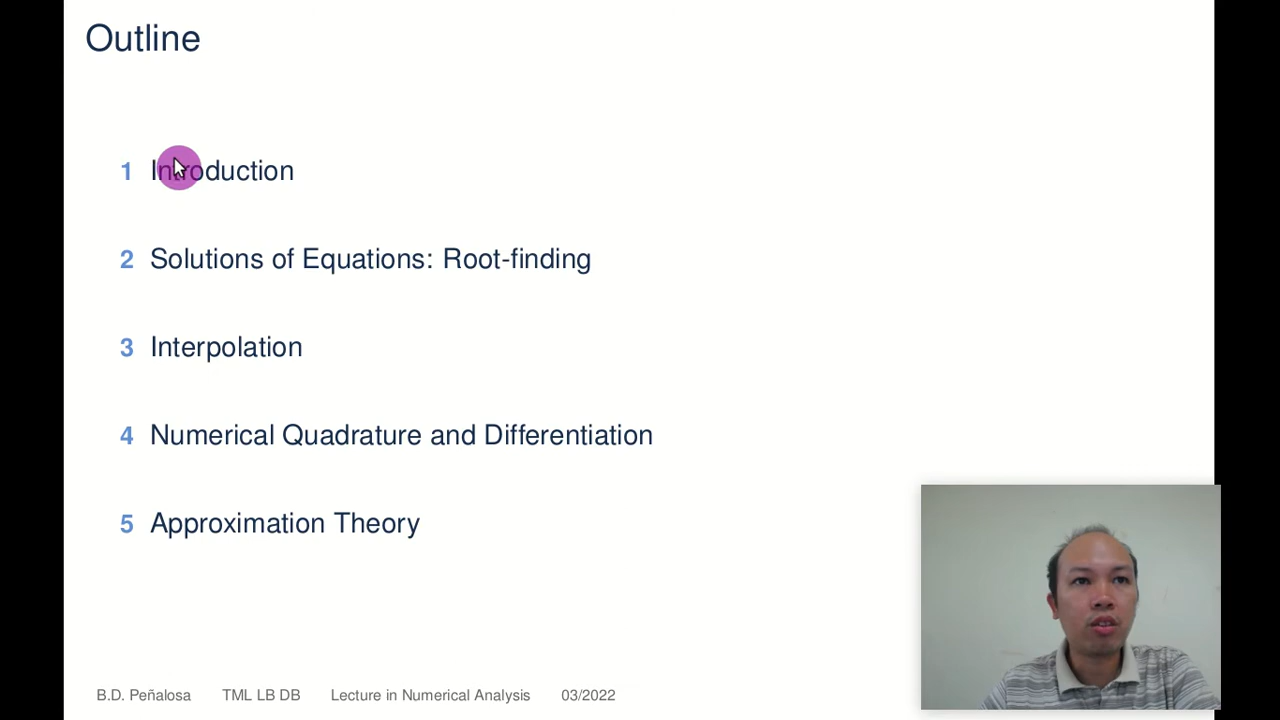 Outline
1 Introduction
2 Solutions of Equations: Root-finding
3 Interpolation
4 Numerical Quadrature and Differentiation
5 Approximation Theory
B.D. Peñalosa TML LB DB Lecture in Numerical Analysis 03/2022